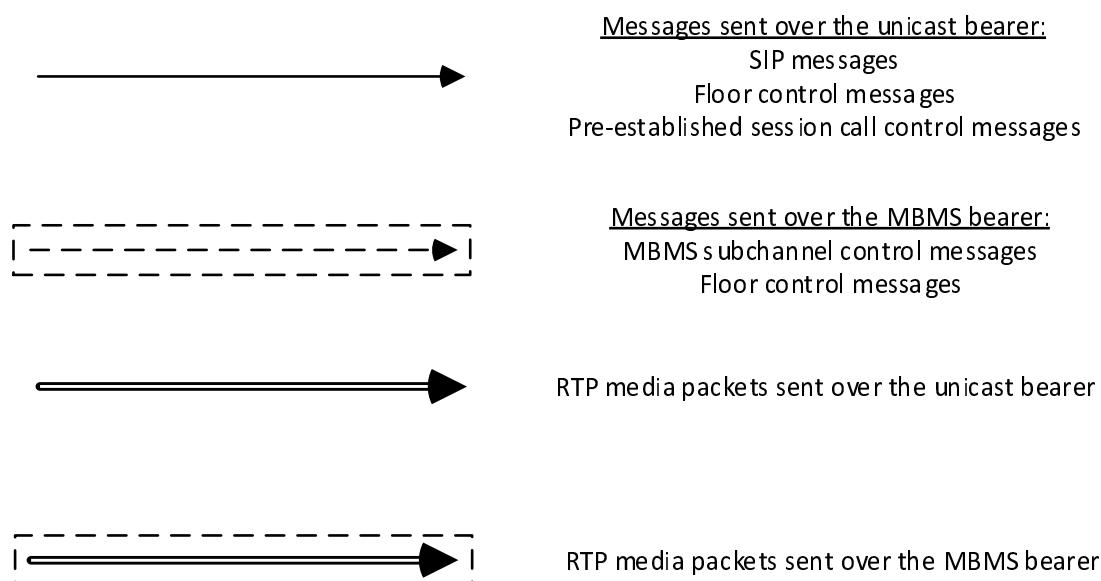 Messages sent over the unicast bearer:
SIP messages
Floor control messages
Pre-established session call control messages
Messages sent over the MBMS bearer:
MBMS subchannel control messages
Floor control messages
RTP media packets sent over the unicast bearer
RTP media packets sent over the MBMS bearer